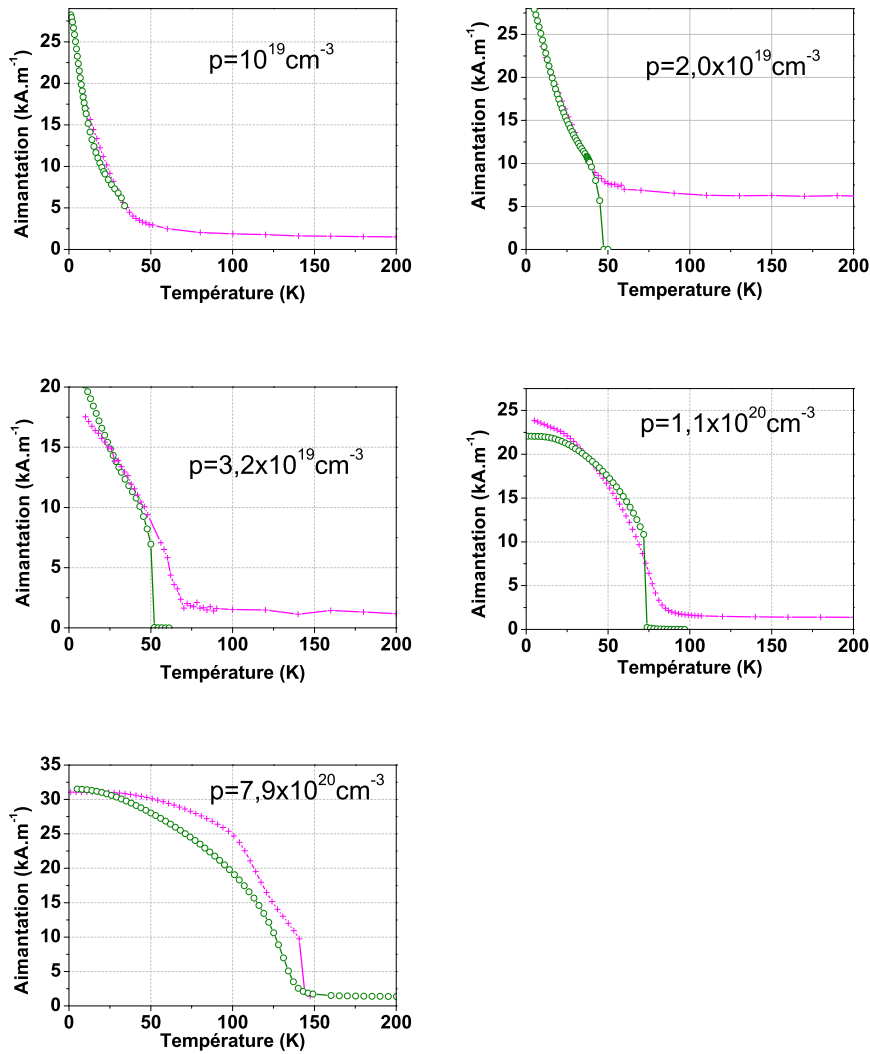 Aimantation (kA.m⁻¹)
25
20
15
10
5
0
p=10¹⁹cm⁻³
0 50 100 150 200
Température (K)
Aimantation (kA.m⁻¹)
25
20
15
10
5
0
p=2,0x10¹⁹cm⁻³
0 50 100 150 200
Temperature (K)
Aimantation (kA.m⁻¹)
20
15
10
5
0
p=3,2x10¹⁹cm⁻³
0 50 100 150 200
Température (K)
Aimantation (kA.m⁻¹)
25
20
15
10
5
0
p=1,1x10²⁰cm⁻³
0 50 100 150 200
Température (K)
Aimantation (kA.m⁻¹)
35
30
25
20
15
10
5
0
p=7,9x10²⁰cm⁻³
0 50 100 150 200
Température (K)